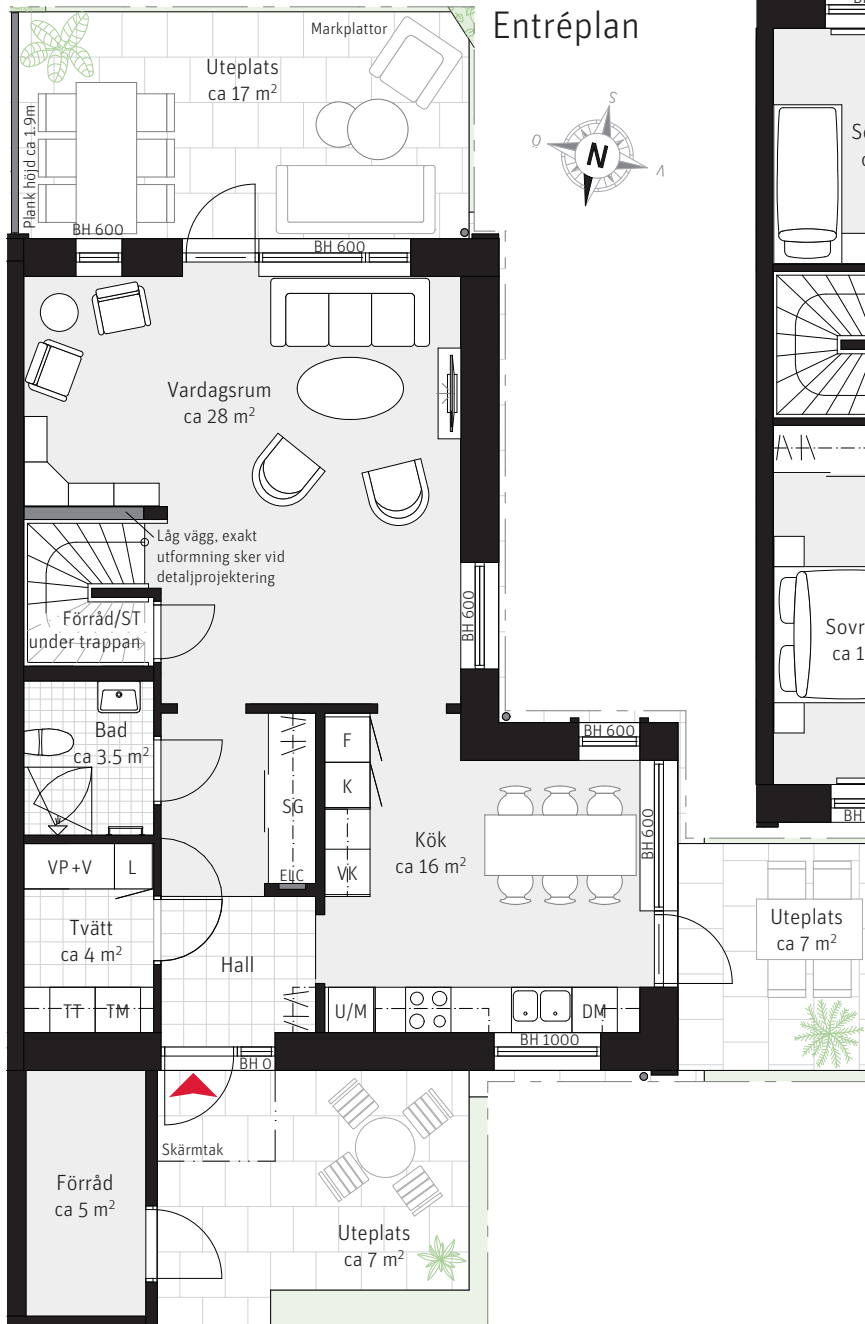 Entréplan
Markplattor
Uteplats
ca 17 m²
Plank höjd ca 1.9m
S
Ö
N
V
BH 600
BH 600
Vardagsrum
ca 28 m²
Låg vägg, exakt
utformning sker vid
detaljprojektering
Förråd/ST
under trappan
BH 600
Bad
ca 3.5 m²
F
K
SG
VK
ELC
BH 600
BH 600
Kök
ca 16 m²
VP+V
L
Tvätt
ca 4 m²
TT
TM
Hall
U/M
DM
BH 0
BH 1000
Uteplats
ca 7 m²
Skärmtak
Förråd
ca 5 m²
Uteplats
ca 7 m²
Sovr
ca 1
BH